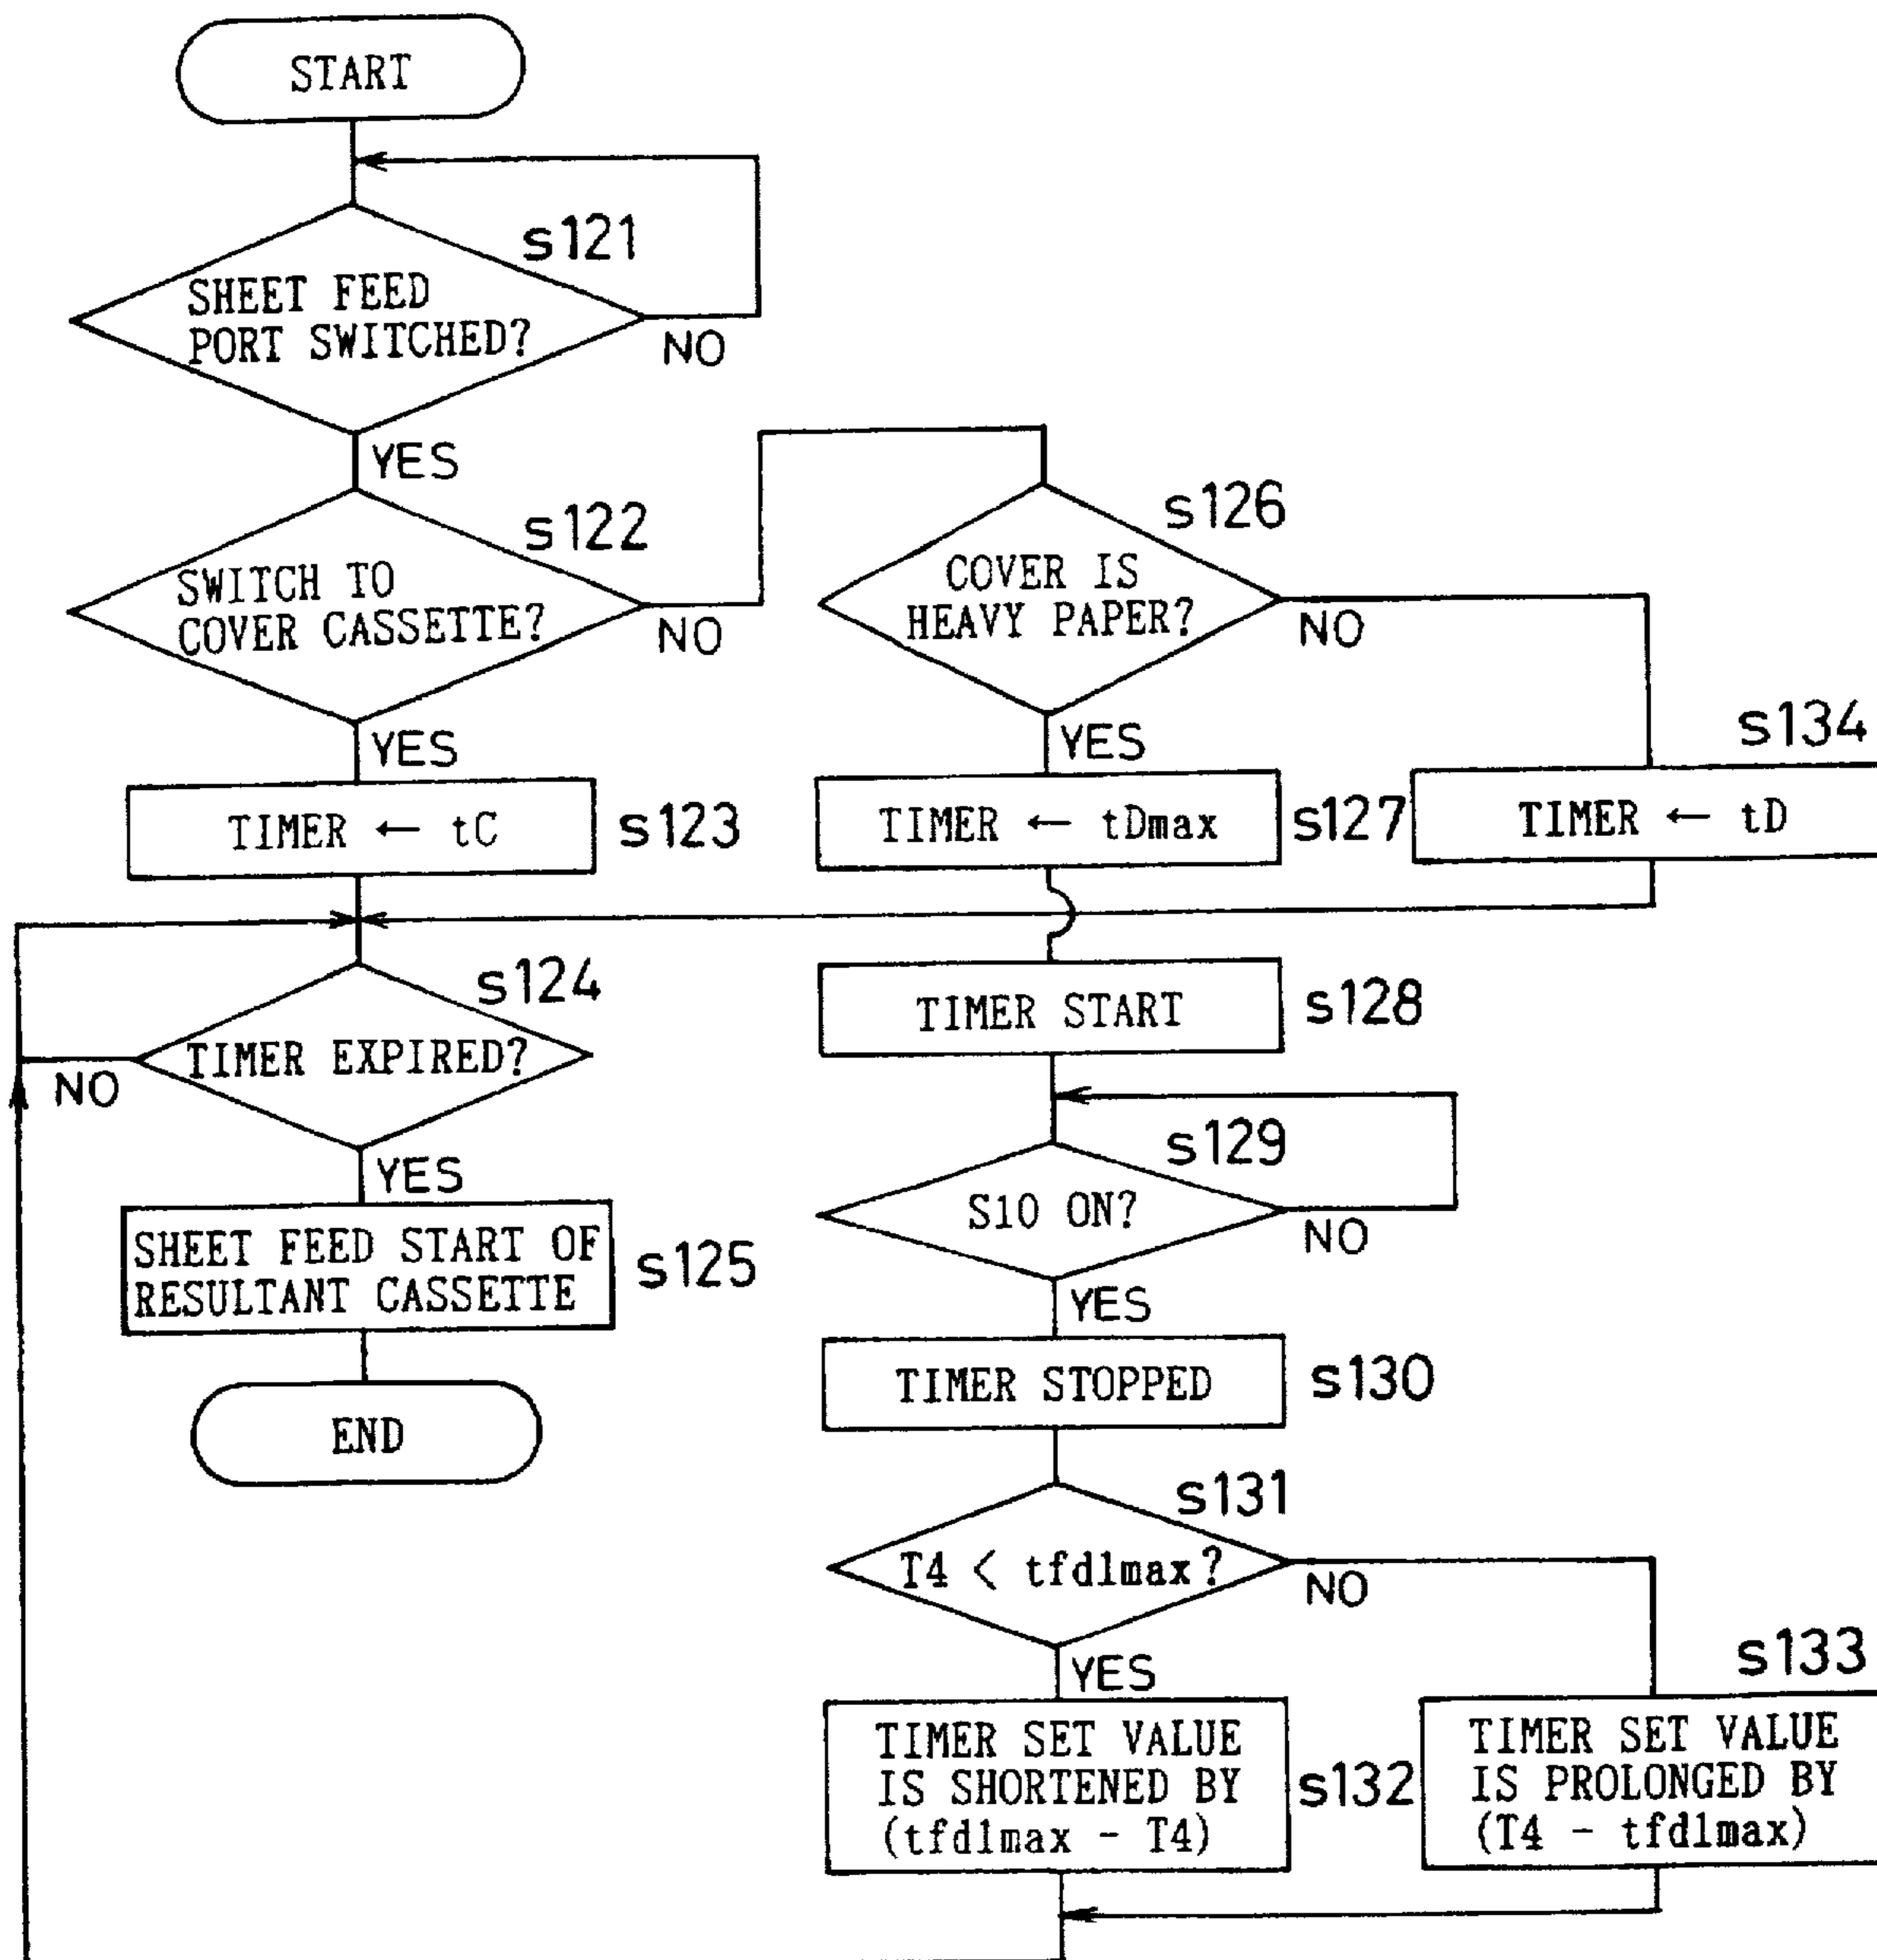 START
s121
SHEET FEED
PORT SWITCHED?
NO
YES
s122
SWITCH TO
COVER CASSETTE?
NO
YES
TIMER ← tC
s123
s124
TIMER EXPIRED?
NO
YES
SHEET FEED START OF
RESULTANT CASSETTE
s125
END
s126
COVER IS
HEAVY PAPER?
NO
YES
TIMER ← tDmax
s127
s134
TIMER ← tD
TIMER START
s128
s129
S10 ON?
NO
YES
TIMER STOPPED
s130
s131
T4 < tfd1max?
NO
YES
TIMER SET VALUE
IS SHORTENED BY
(tfd1max - T4)
s132
s133
TIMER SET VALUE
IS PROLONGED BY
(T4 - tfd1max)